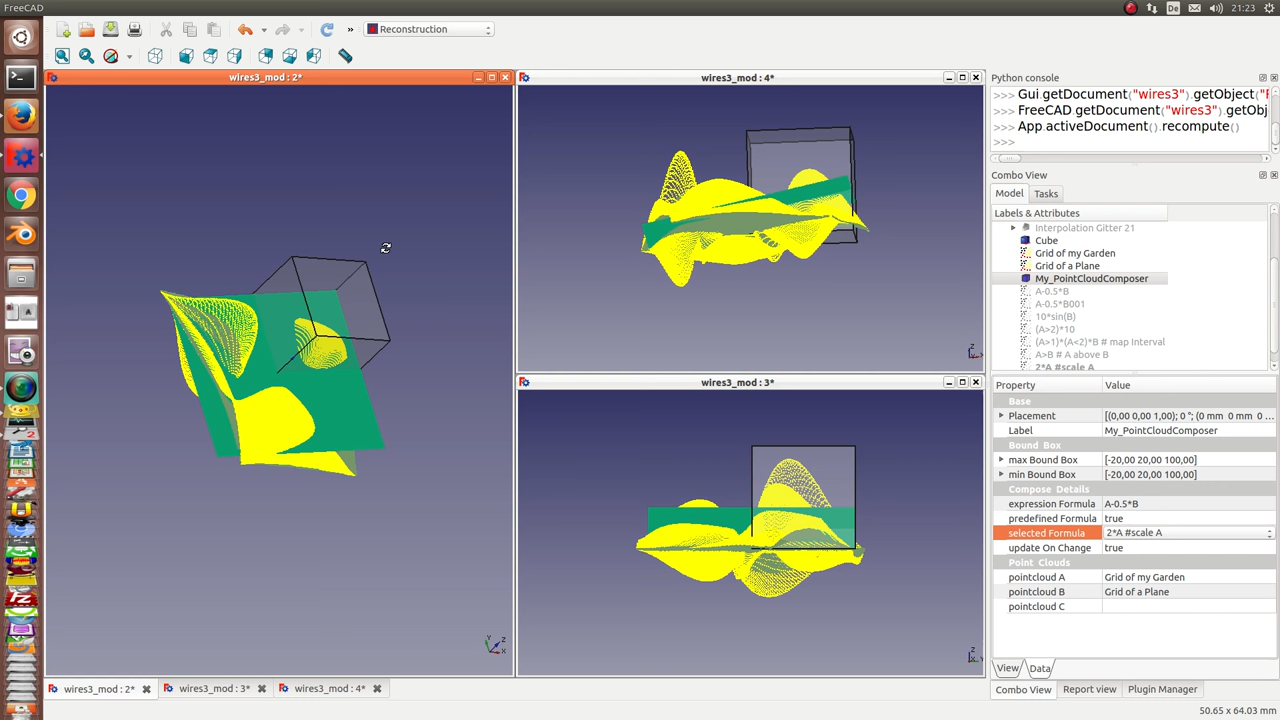 FreeCAD
De
21:23
»
Reconstruction
wires3_mod : 2*
wires3_mod : 4*
wires3_mod : 3*
Python console
>>> Gui getDocument("wires3").getObject("F
>>> FreeCAD getDocument("wires3").getObj
>>> App activeDocument().recompute()
>>>
Combo View
Model
Tasks
Labels & Attributes
Interpolation Gitter 21
Cube
Grid of my Garden
Grid of a Plane
My_PointCloudComposer
A-0.5*B
A-0.5*B001
10*sin(B)
(A>2)*10
(A>1)*(A<2)*B # map Interval
A>B # A above B
2*A #scale A
Property
Value
Base
Placement
[(0,00 0,00 1,00); 0 °; (0 mm 0 mm 0 ...
Label
My_PointCloudComposer
Bound Box
max Bound Box
[-20,00 20,00 100,00]
min Bound Box
[-20,00 20,00 100,00]
Compose Details
expression Formula
A-0.5*B
predefined Formula
true
selected Formula
2*A #scale A
update On Change
true
Point Clouds
pointcloud A
Grid of my Garden
pointcloud B
Grid of a Plane
pointcloud C
View
Data
wires3_mod : 2*
wires3_mod : 3*
wires3_mod : 4*
Combo View
Report view
Plugin Manager
50.65 x 64.03 mm